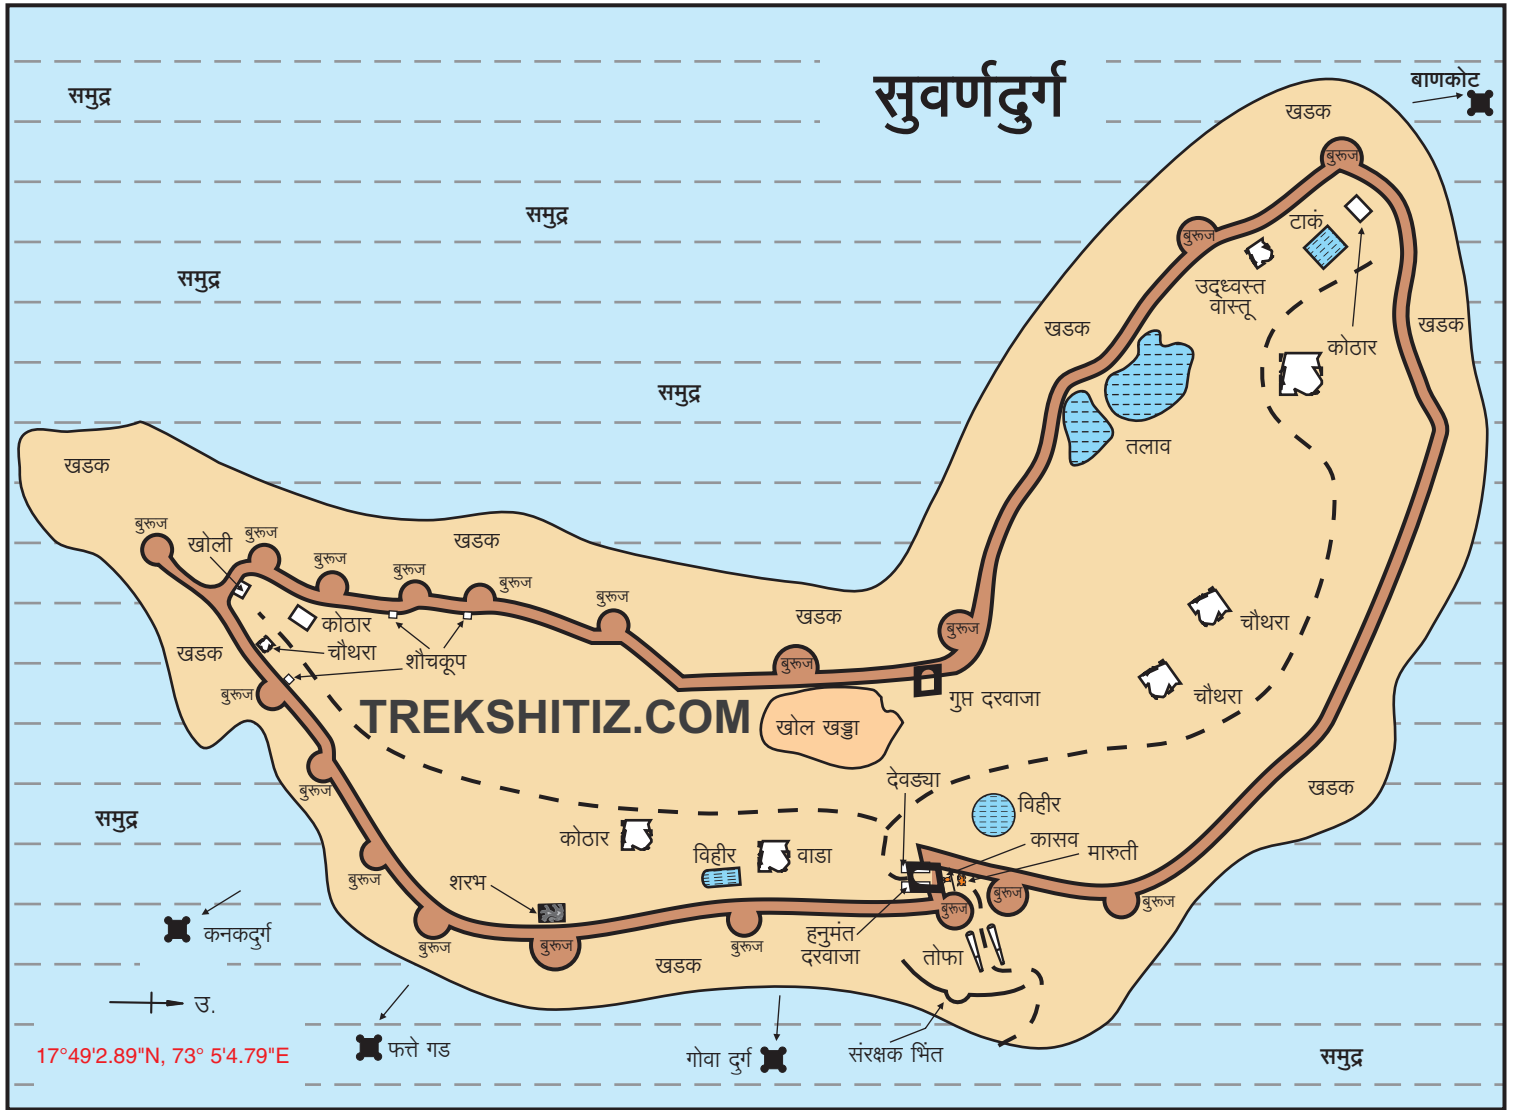 सुवर्णदुर्ग
बाणकोट
समुद्र
खडक
बुरूज
समुद्र
टाकं
बुरूज
समुद्र
उद्ध्वस्त
वास्तू
खडक
खडक
कोठार
समुद्र
तलाव
खडक
बुरूज
खोली
बुरूज
खडक
बुरूज
बुरूज
बुरूज
बुरूज
खडक
कोठार
चौथरा
बुरूज
चौथरा
खडक
शौचकूप
बुरूज
बुरूज
गुप्त दरवाजा
चौथरा
TREKSHITIZ.COM
खोल खड्डा
देवड्या
बुरूज
खडक
विहीर
समुद्र
कोठार
कासव
मारुती
विहीर
वाडा
बुरूज
शरभ
बुरूज
बुरूज
बुरूज
कनकदुर्ग
हनुमंत
दरवाजा
बुरूज
बुरूज
बुरूज
तोफा
खडक
उ.
फत्ते गड
गोवा दुर्ग
संरक्षक भिंत
समुद्र
17°49'2.89"N, 73° 5'4.79"E